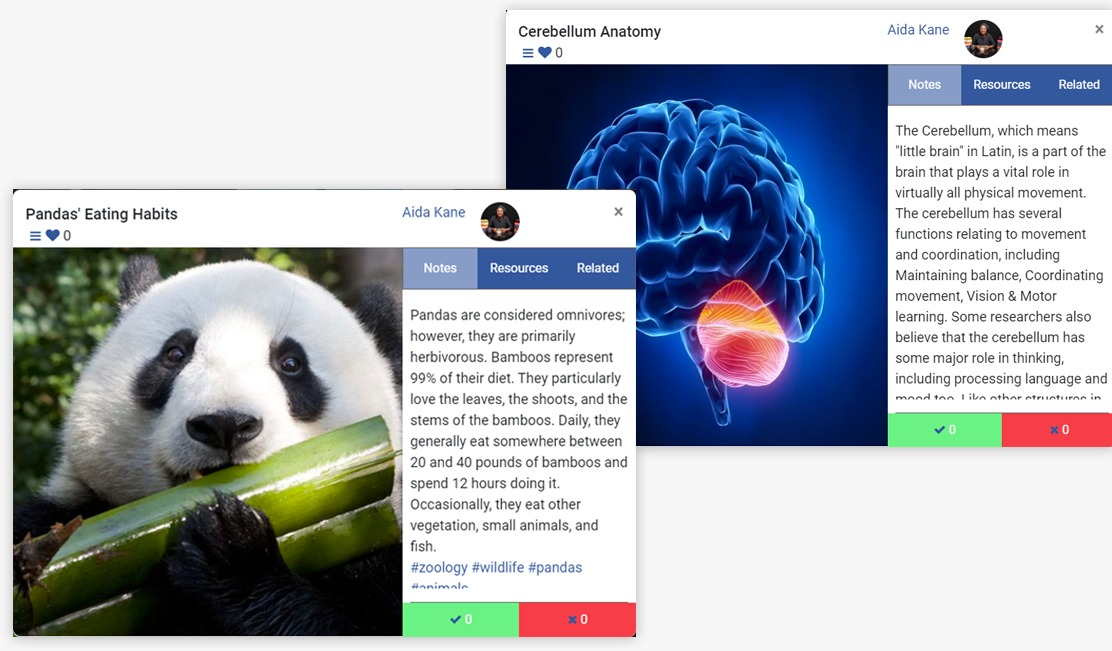 Cerebellum Anatomy
Aida Kane
×
0
Notes
Resources
Related
The Cerebellum, which means
"little brain" in Latin, is a part of the
brain that plays a vital role in
virtually all physical movement.
The cerebellum has several
functions relating to movement
and coordination, including
Maintaining balance, Coordinating
movement, Vision & Motor
learning. Some researchers also
believe that the cerebellum has
some major role in thinking,
including processing language and
mood too. Like other structures in
0
0
Pandas' Eating Habits
Aida Kane
×
0
Notes
Resources
Related
Pandas are considered omnivores;
however, they are primarily
herbivorous. Bamboos represent
99% of their diet. They particularly
love the leaves, the shoots, and the
stems of the bamboos. Daily, they
generally eat somewhere between
20 and 40 pounds of bamboos and
spend 12 hours doing it.
Occasionally, they eat other
vegetation, small animals, and
fish.
#zoology #wildlife #pandas
#animals
0
0